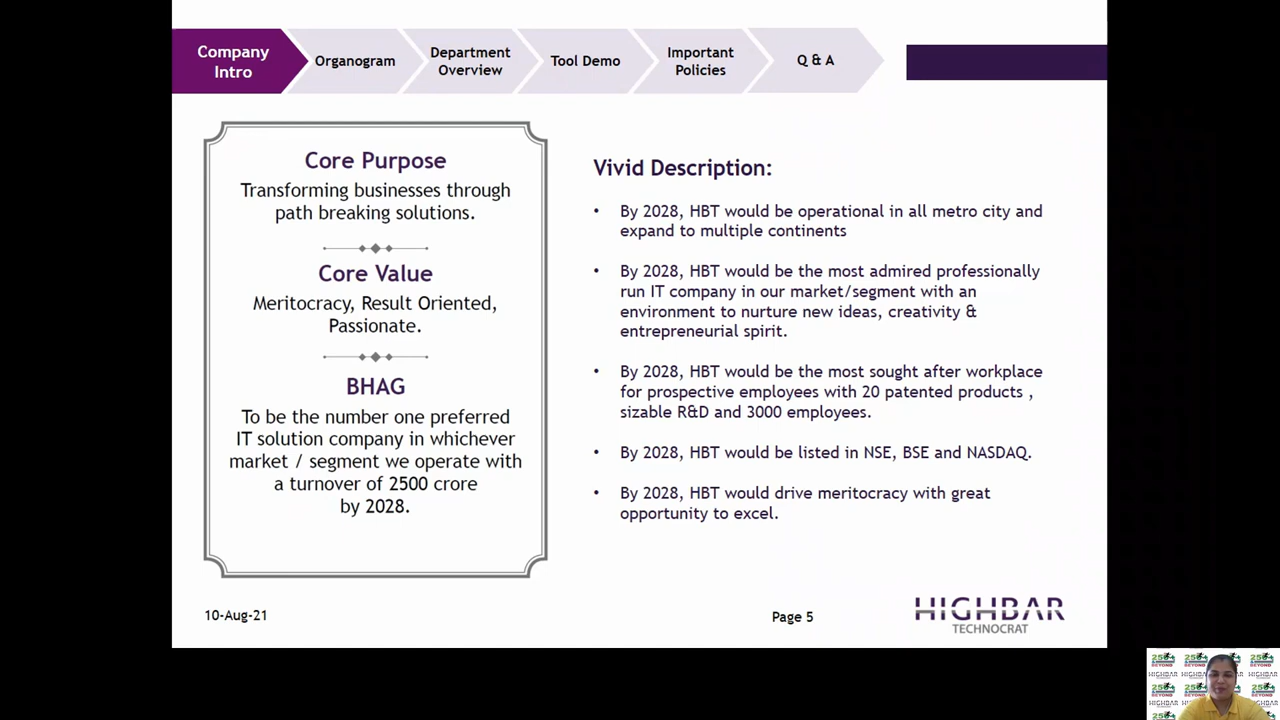 Company
Intro
Organogram
Department
Overview
Tool Demo
Important
Policies
Q & A
Core Purpose
Transforming businesses through
path breaking solutions.
Core Value
Meritocracy, Result Oriented,
Passionate.
BHAG
To be the number one preferred
IT solution company in whichever
market / segment we operate with
a turnover of 2500 crore
by 2028.
Vivid Description:
• By 2028, HBT would be operational in all metro city and
expand to multiple continents
• By 2028, HBT would be the most admired professionally
run IT company in our market/segment with an
environment to nurture new ideas, creativity &
entrepreneurial spirit.
• By 2028, HBT would be the most sought after workplace
for prospective employees with 20 patented products ,
sizable R&D and 3000 employees.
• By 2028, HBT would be listed in NSE, BSE and NASDAQ.
• By 2028, HBT would drive meritocracy with great
opportunity to excel.
10-Aug-21
Page 5
HIGHBAR
TECHNOCRAT
BEYOND
HIGHBAR